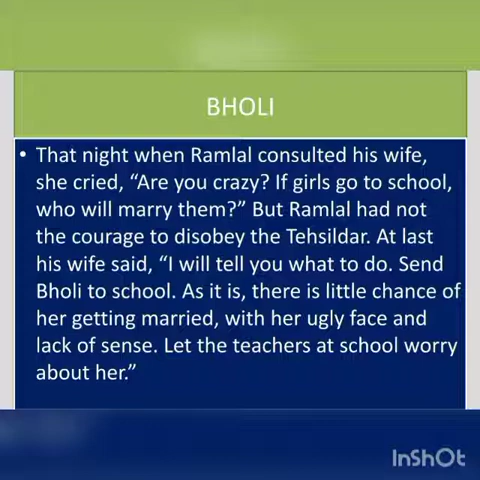 BHOLI
• That night when Ramlal consulted his wife,
she cried, “Are you crazy? If girls go to school,
who will marry them?” But Ramlal had not
the courage to disobey the Tehsildar. At last
his wife said, “I will tell you what to do. Send
Bholi to school. As it is, there is little chance of
her getting married, with her ugly face and
lack of sense. Let the teachers at school worry
about her.”
InShOt